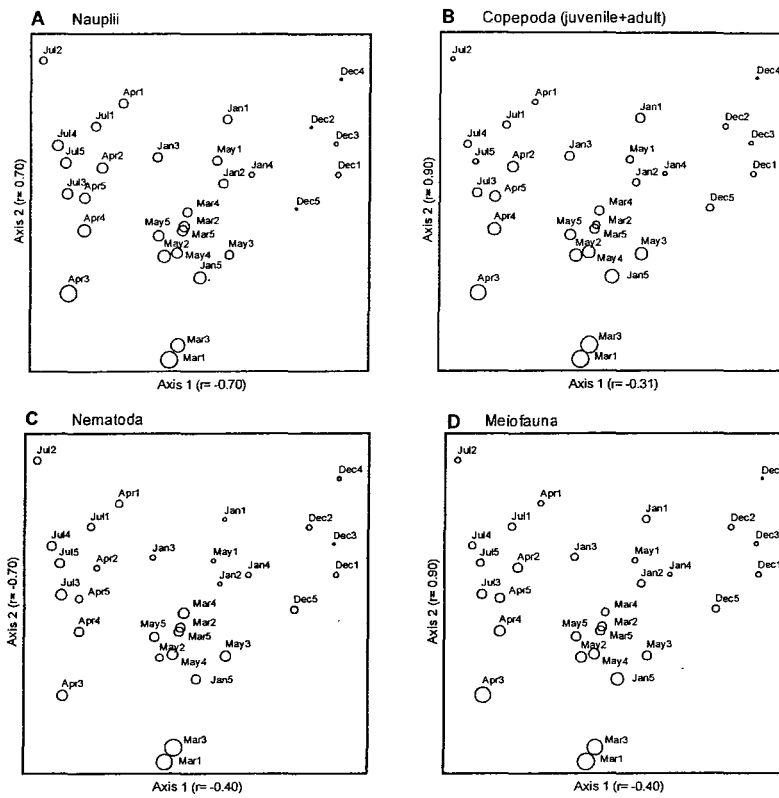 A Nauplii
Jul2
Dec4
Apr1
Jul1
Jan1
Dec2
Jul4
Dec3
Jul5
Apr2
Jan3
May1
Jan4
Dec1
Jan2
Jul3
Apr5
Dec5
Mar4
Apr4
Mar2
May5
Mar5
May2
May4
May3
Jan5
Apr3
Mar3
Mar1
Axis 2 (r= 0.70)
Axis 1 (r= -0.70)
B Copepoda (juvenile+adult)
Jul2
Dec4
Apr1
Jul1
Jan1
Dec2
Jul4
Dec3
Jul5
Apr2
Jan3
May1
Jan4
Dec1
Jan2
Jul3
Apr5
Dec5
Mar4
Apr4
Mar2
May5
Mar5
May2
May4
May3
Jan5
Apr3
Mar3
Mar1
Axis 2 (r= 0.90)
Axis 1 (r= -0.31)
C Nematoda
Jul2
Dec4
Apr1
Jul1
Jan1
Dec2
Jul4
Dec3
Jul5
Apr2
Jan3
May1
Jan4
Dec1
Jan2
Jul3
Apr5
Dec5
Mar4
Apr4
Mar2
May5
Mar5
May2
May4
May3
Jan5
Apr3
Mar3
Mar1
Axis 2 (r= -0.70)
Axis 1 (r= -0.40)
D Meiofauna
Jul2
Dec4
Apr1
Jul1
Jan1
Dec2
Jul4
Dec3
Jul5
Apr2
Jan3
May1
Jan4
Dec1
Jan2
Jul3
Apr5
Dec5
Mar4
Apr4
Mar2
May5
Mar5
May2
May4
May3
Jan5
Apr3
Mar3
Mar1
Axis 2 (r= 0.90)
Axis 1 (r= -0.40)